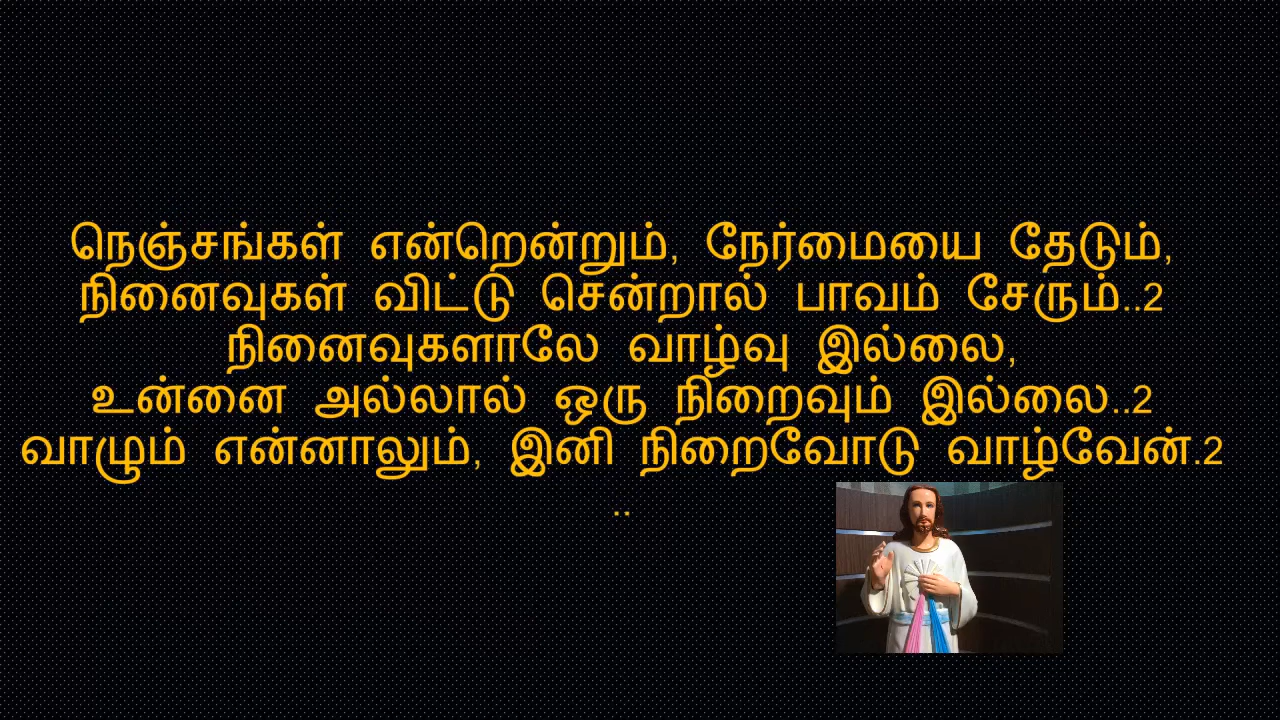 நெஞ்சங்கள் என்றென்றும், நேர்மையை தேடும்,
நினைவுகள் விட்டு சென்றால் பாவம் சேரும்..2
நினைவுகளாலே வாழ்வு இல்லை,
உன்னை அல்லால் ஒரு நிறைவும் இல்லை..2
வாழும் என்னாலும், இனி நிறைவோடு வாழ்வேன்.2
..